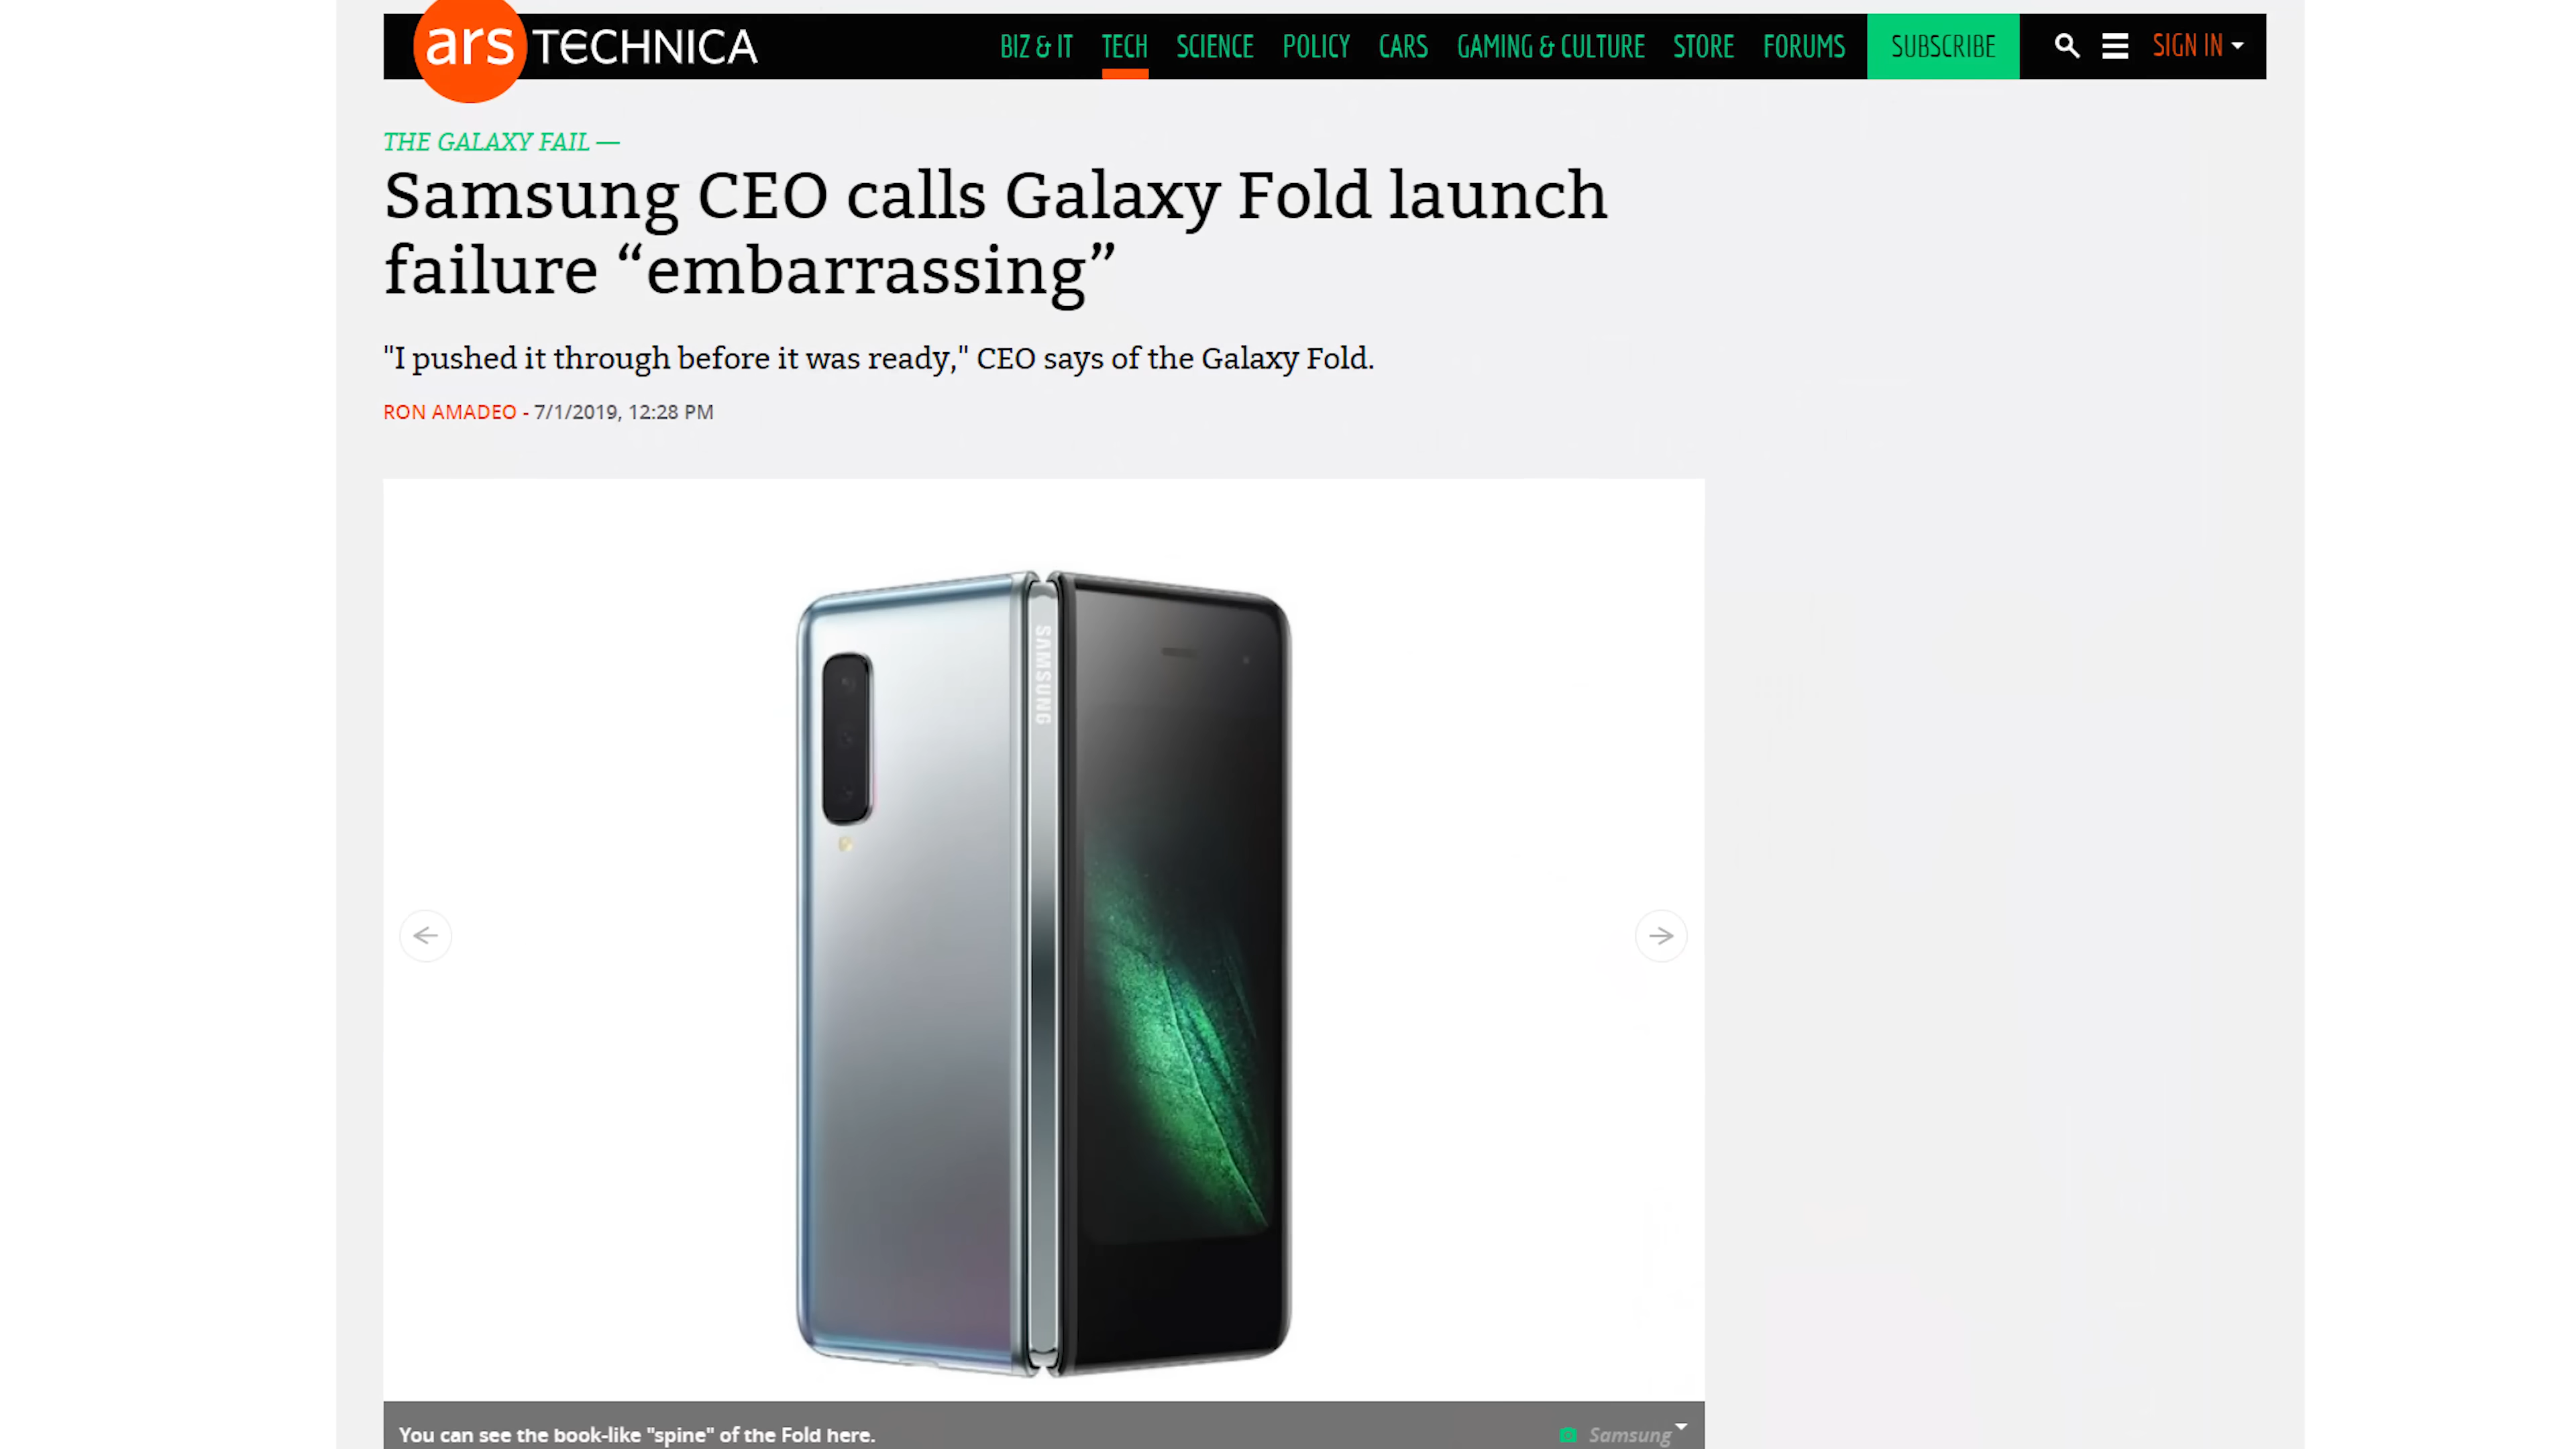 ars TECHNICA
BIZ & IT TECH SCIENCE POLICY CARS GAMING & CULTURE STORE FORUMS SUBSCRIBE SIGN IN
THE GALAXY FAIL —
Samsung CEO calls Galaxy Fold launch
failure “embarrassing”
"I pushed it through before it was ready," CEO says of the Galaxy Fold.
RON AMADEO - 7/1/2019, 12:28 PM
SAMSUNG
You can see the book-like "spine" of the Fold here.
Samsung